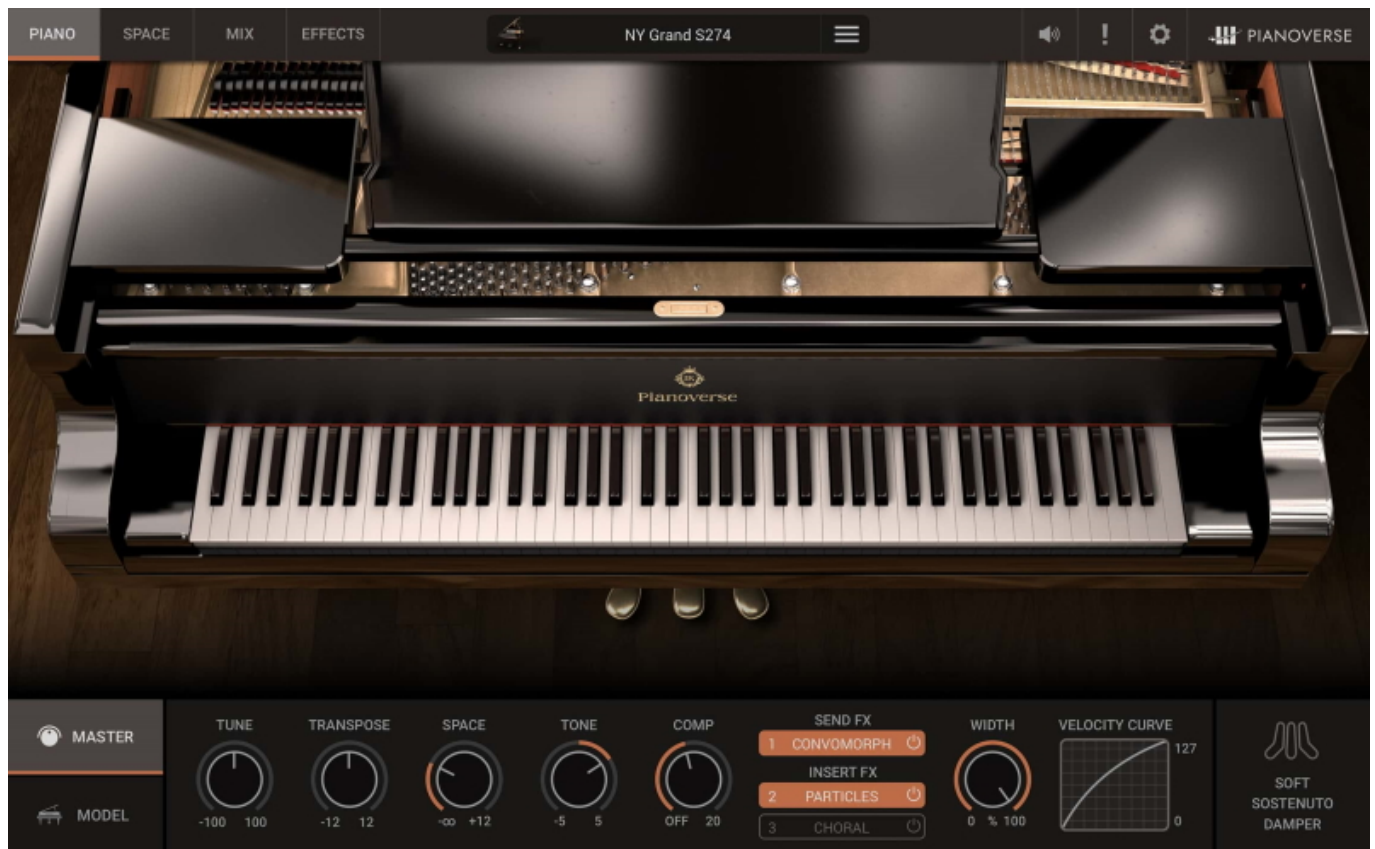 PIANO SPACE MIX EFFECTS NY Grand S274 PIANOVERSE
Pianoverse
MASTER
MODEL
TUNE
-100 100
TRANSPOSE
-12 12
SPACE
-∞ +12
TONE
-5 5
COMP
OFF 20
SEND FX
1 CONVOMORPH
INSERT FX
2 PARTICLES
3 CHORAL
WIDTH
0 % 100
VELOCITY CURVE
127
0
SOFT
SOSTENUTO
DAMPER